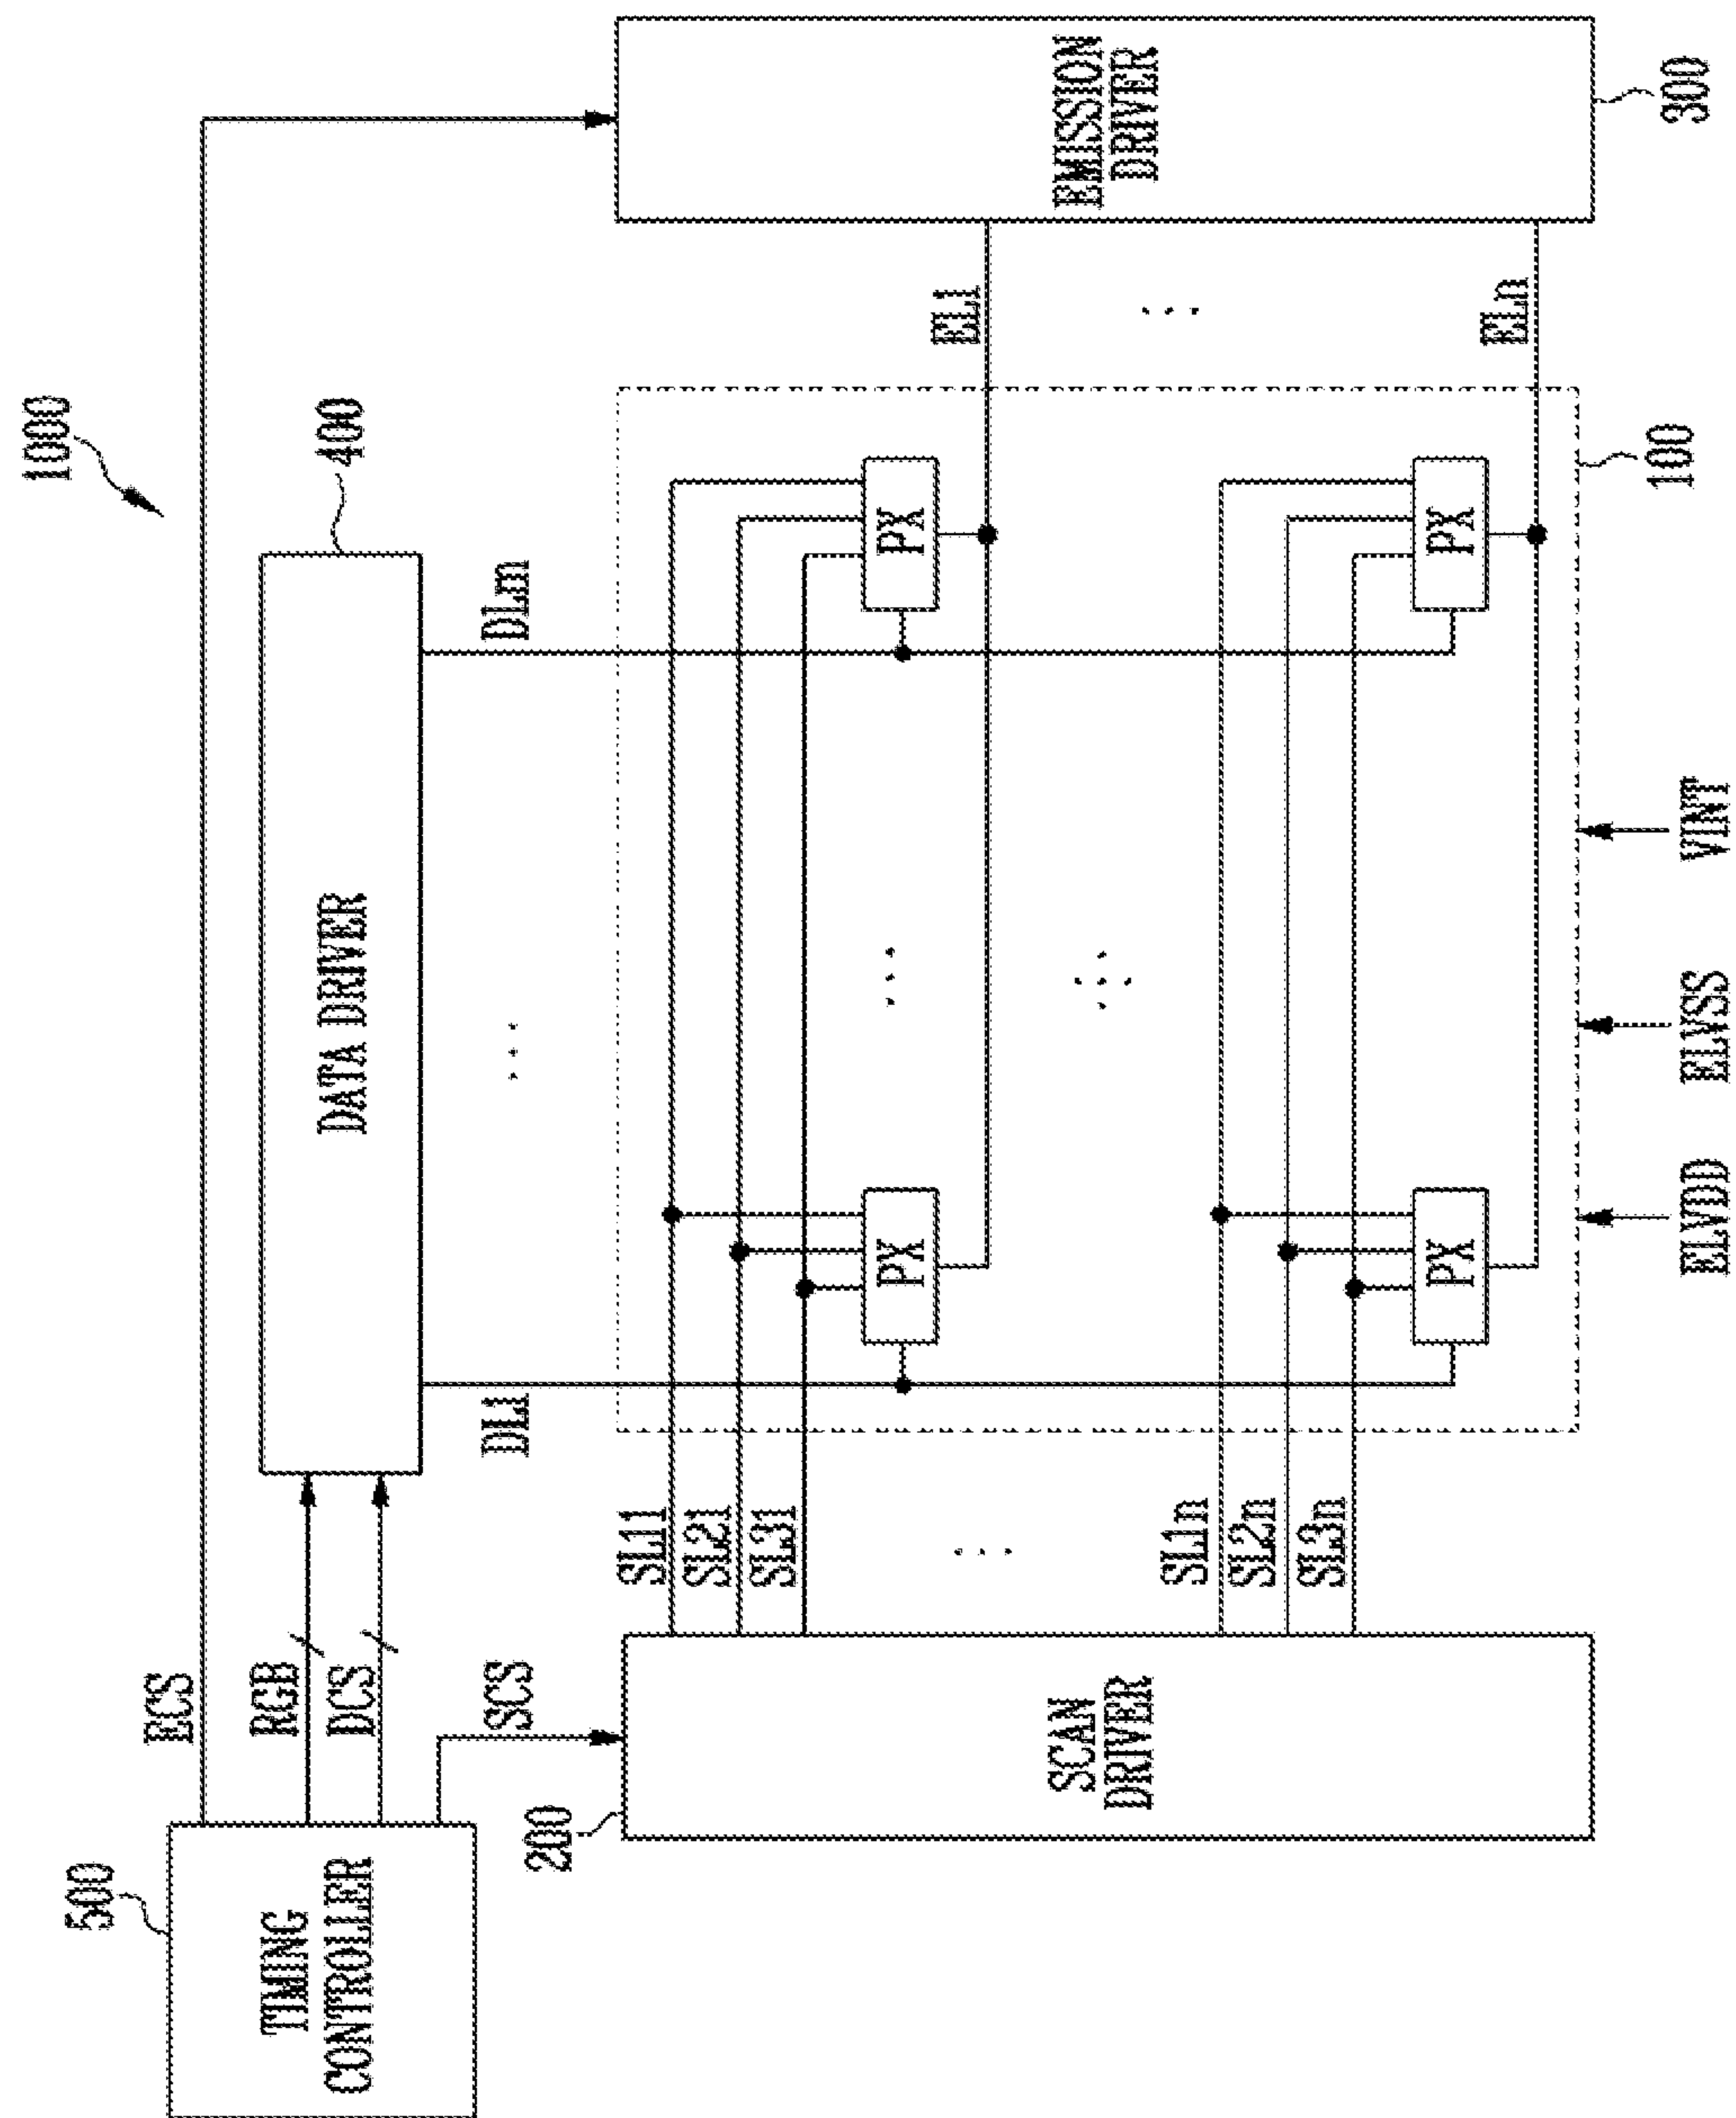 1000
500
TIMING
CONTROLLER
ECS
RGB
DCS
SCS
DATA DRIVER
400
DL1
...
DLm
200
SCAN
DRIVER
SL11
SL21
SL31
...
SL1n
SL2n
SL3n
PX
...
PX
PX
PX
EL1
...
ELn
EMISSION
DRIVER
300
100
ELVDD
ELVSS
VINT